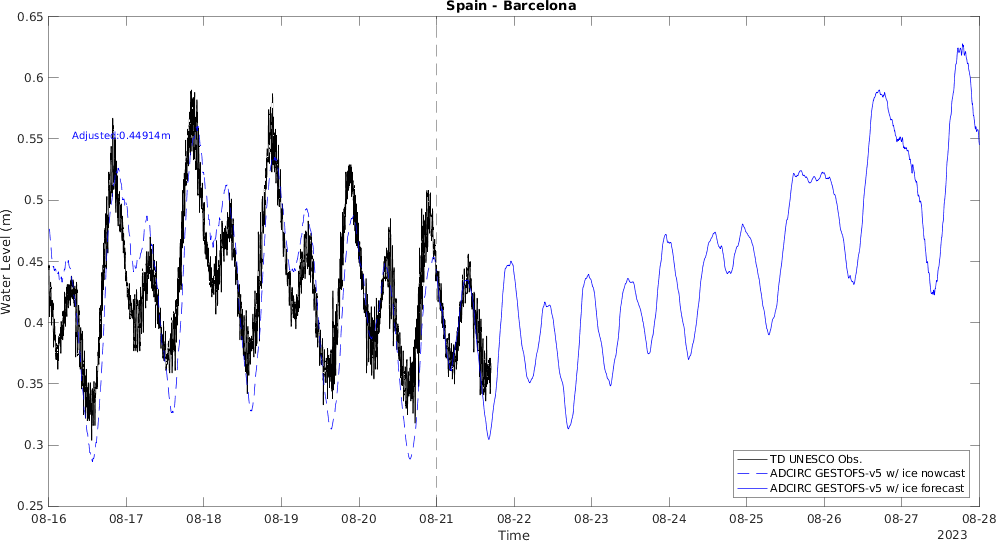 Spain - Barcelona
0.65
0.6
0.55
0.5
0.45
0.4
0.35
0.3
0.25
Water Level (m)
Adjusted:0.44914m
TD UNESCO Obs.
ADCIRC GESTOFS-v5 w/ ice nowcast
ADCIRC GESTOFS-v5 w/ ice forecast
08-16 08-17 08-18 08-19 08-20 08-21 08-22 08-23 08-24 08-25 08-26 08-27 08-28
Time
2023